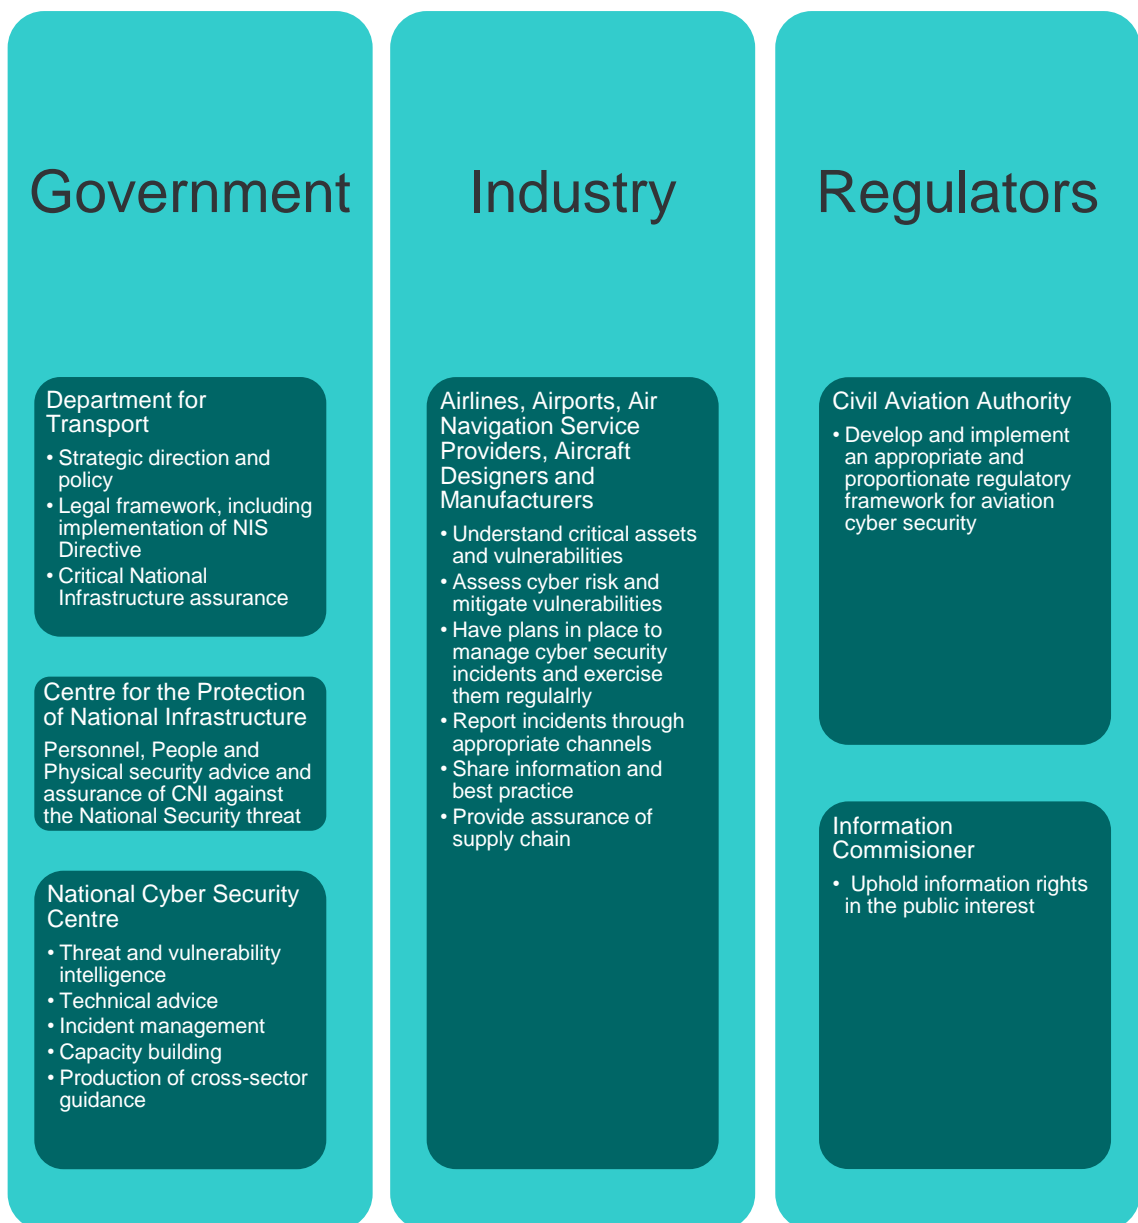 Government
Department for
Transport
• Strategic direction and
policy
• Legal framework, including
implementation of NIS
Directive
• Critical National
Infrastructure assurance
Centre for the Protection
of National Infrastructure
Personnel, People and
Physical security advice and
assurance of CNI against
the National Security threat
National Cyber Security
Centre
• Threat and vulnerability
intelligence
• Technical advice
• Incident management
• Capacity building
• Production of cross-sector
guidance
Industry
Airlines, Airports, Air
Navigation Service
Providers, Aircraft
Designers and
Manufacturers
• Understand critical assets
and vulnerabilities
• Assess cyber risk and
mitigate vulnerabilities
• Have plans in place to
manage cyber security
incidents and exercise
them regulalrly
• Report incidents through
appropriate channels
• Share information and
best practice
• Provide assurance of
supply chain
Regulators
Civil Aviation Authority
• Develop and implement
an appropriate and
proportionate regulatory
framework for aviation
cyber security
Information
Commisioner
• Uphold information rights
in the public interest